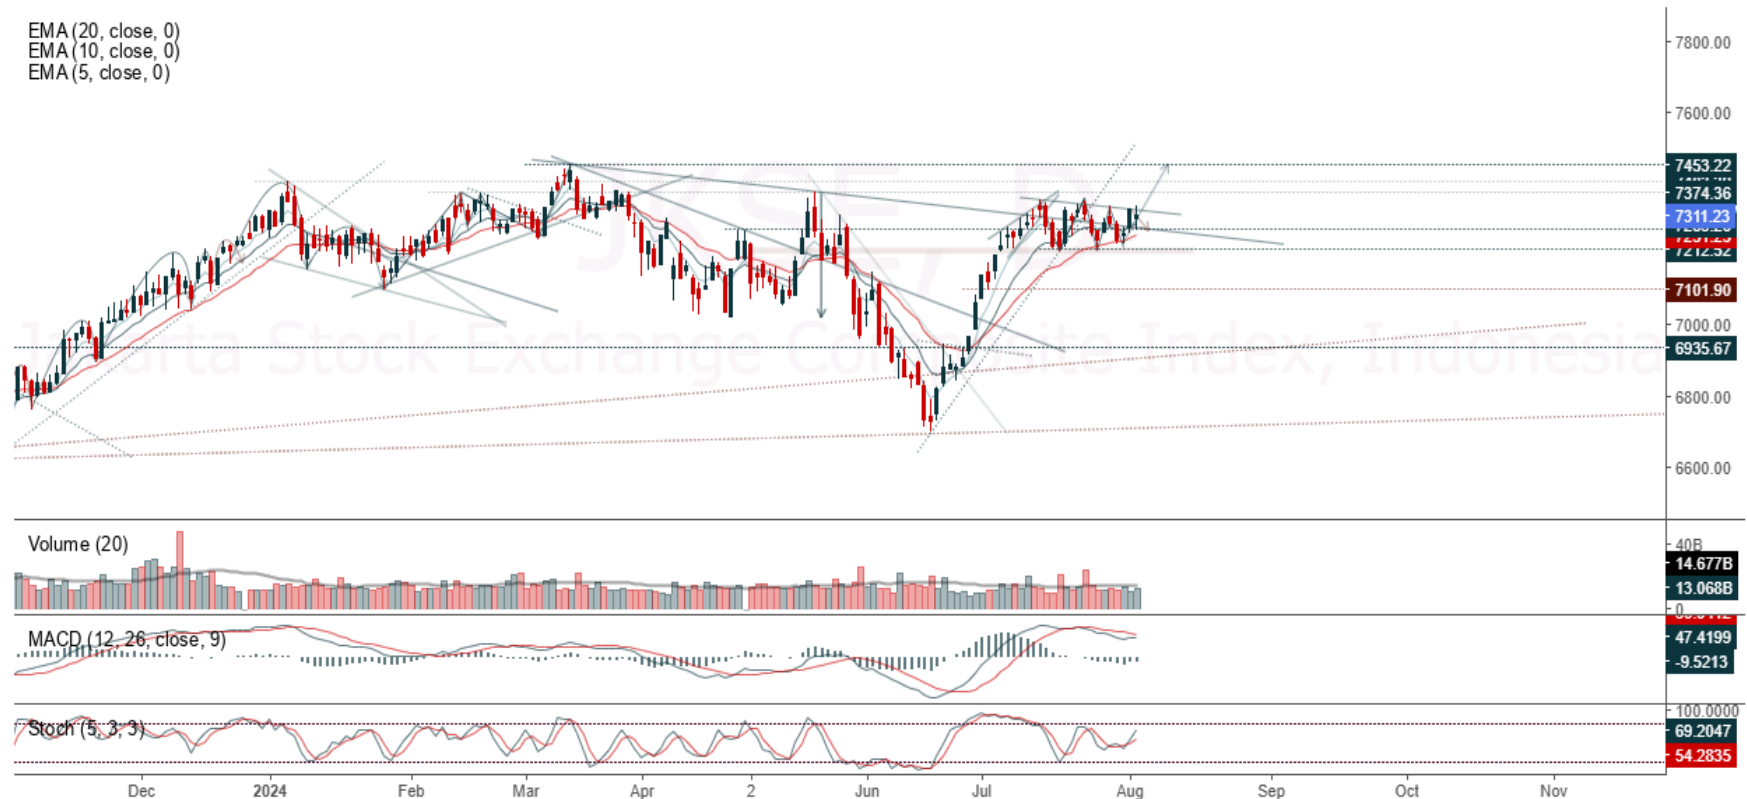 EMA (20, close, 0)
EMA (10, close, 0)
EMA (5, close, 0)
7800.00
7600.00
7453.22
7374.36
7311.23
7212.52
7101.90
7000.00
6935.67
6800.00
6600.00
JKSE, D
Jakarta Stock Exchange Composite Index, Indonesia
Volume (20)
40B
14.677B
13.068B
0
MACD (12, 26, close, 9)
47.4199
-9.5213
Stoch (5, 3, 3)
100.0000
69.2047
54.2835
Dec 2024 Feb Mar Apr 2 Jun Jul Aug Sep Oct Nov